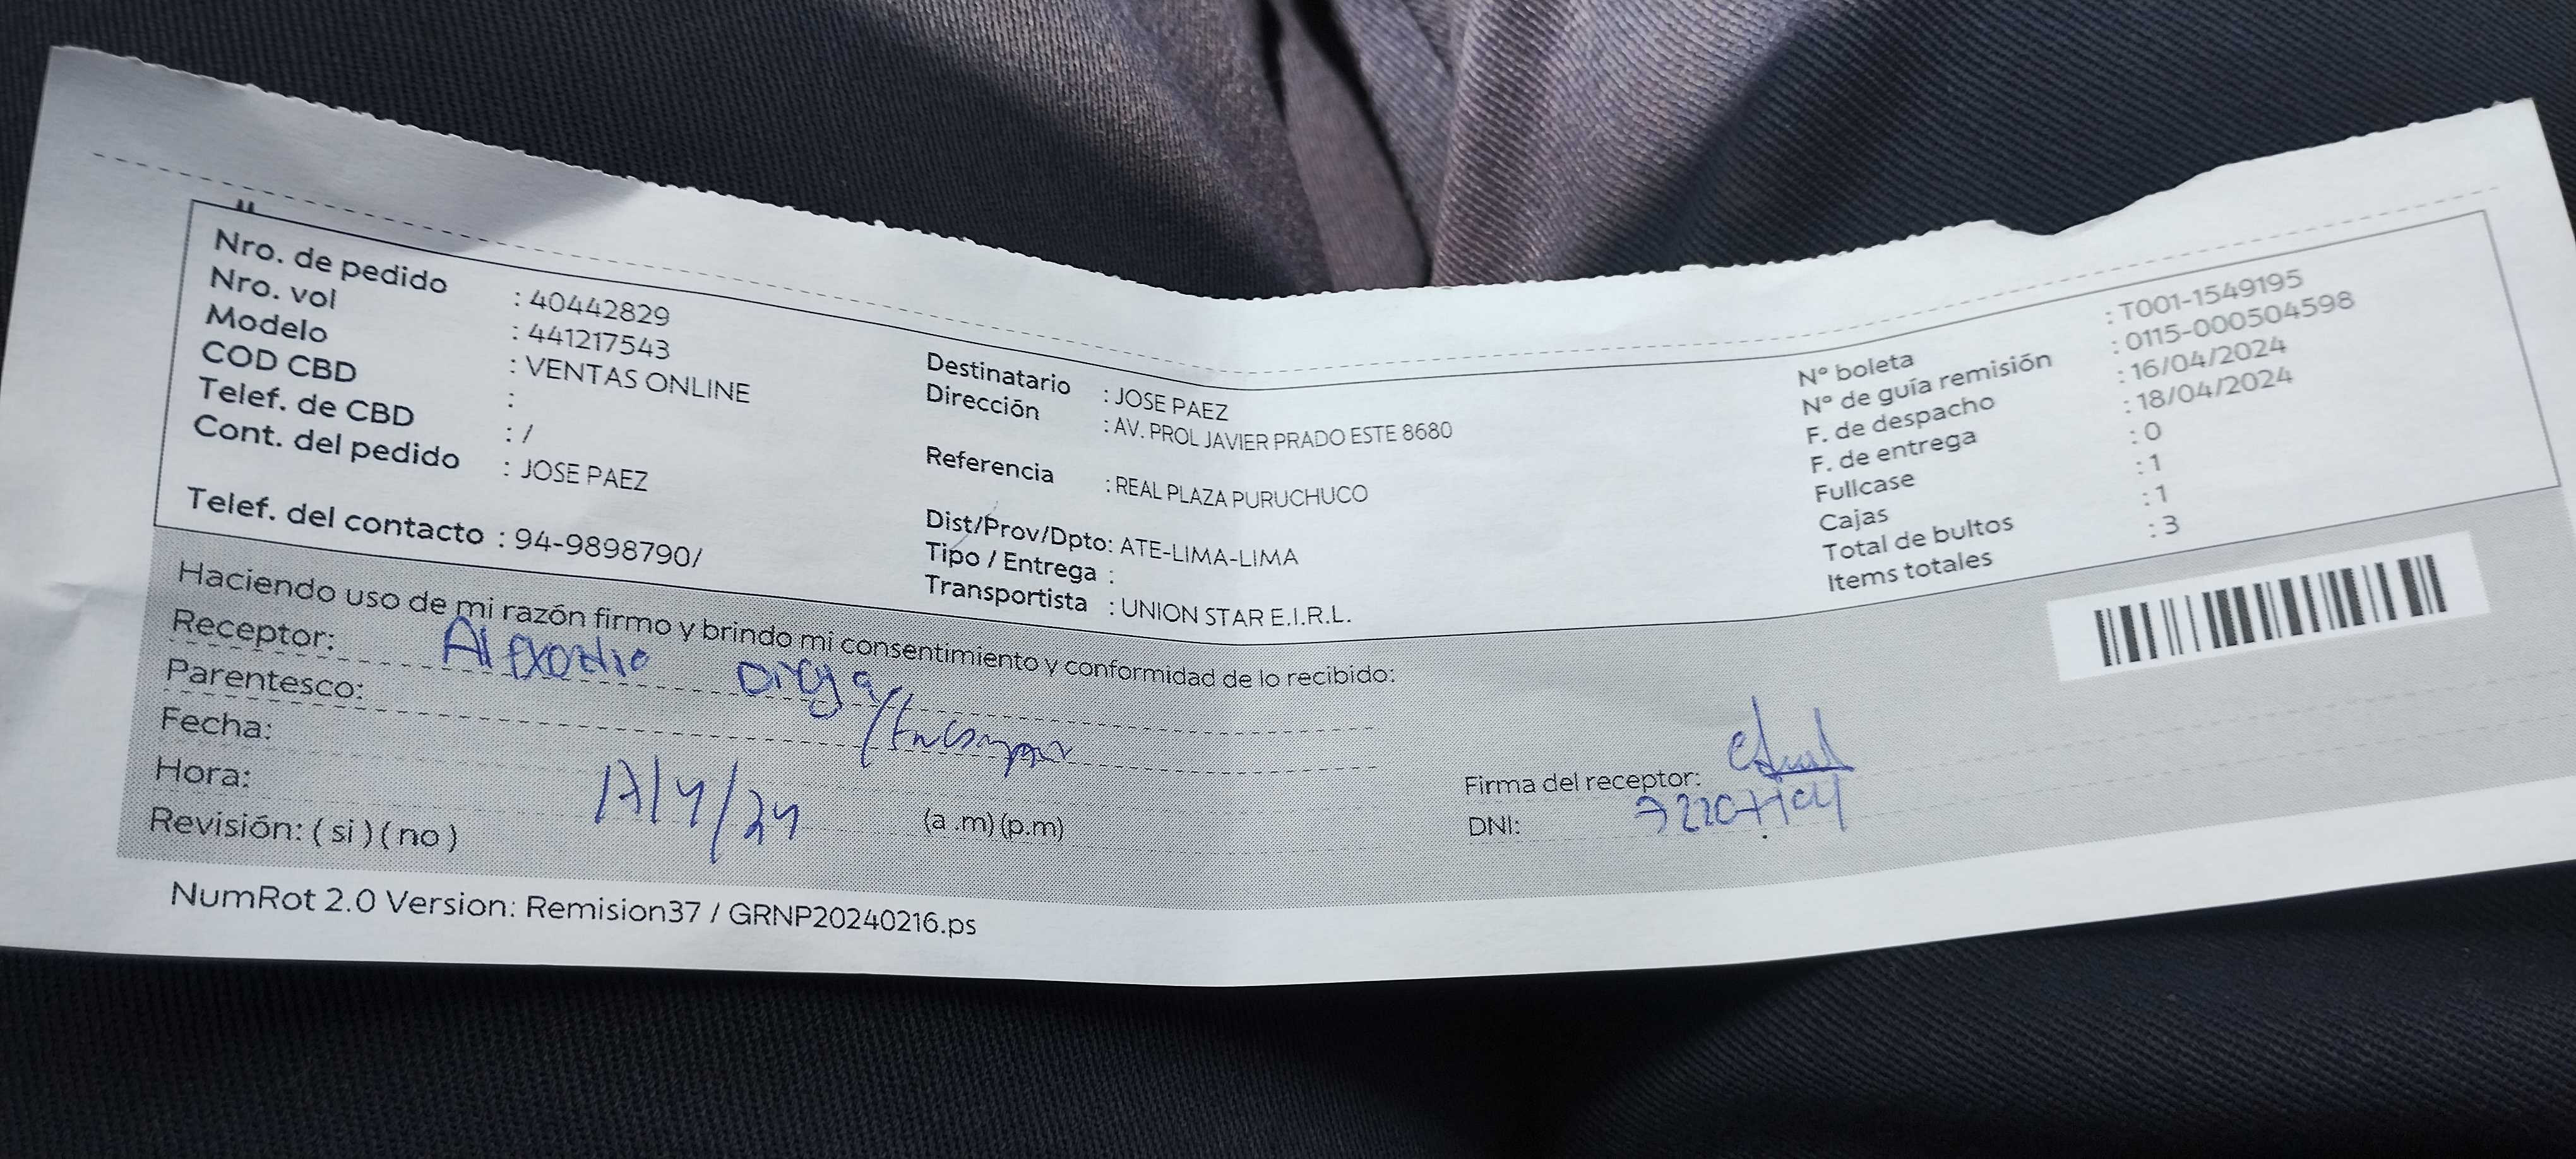 Nro. de pedido : 40442829
Nro. vol : 441217543
Modelo : VENTAS ONLINE
COD CBD :
Telef. de CBD : /
Cont. del pedido : JOSE PAEZ
Telef. del contacto : 94-9898790/
Destinatario : JOSE PAEZ
Dirección : AV. PROL JAVIER PRADO ESTE 8680
Referencia : REAL PLAZA PURUCHUCO
Dist/Prov/Dpto: ATE-LIMA-LIMA
Tipo / Entrega :
Transportista : UNION STAR E.I.R.L.
N° boleta : T001-1549195
N° de guía remisión : 0115-000504598
F. de despacho : 16/04/2024
F. de entrega : 18/04/2024
Fullcase : 0
Cajas : 1
Total de bultos : 1
Items totales : 3
Haciendo uso de mi razón firmo y brindo mi consentimiento y conformidad de lo recibido:
Receptor:
Parentesco:
Fecha:
Hora: (a .m) (p.m)
Revisión: ( si ) ( no )
Firma del receptor:
DNI:
NumRot 2.0 Version: Remision37 / GRNP20240216.ps